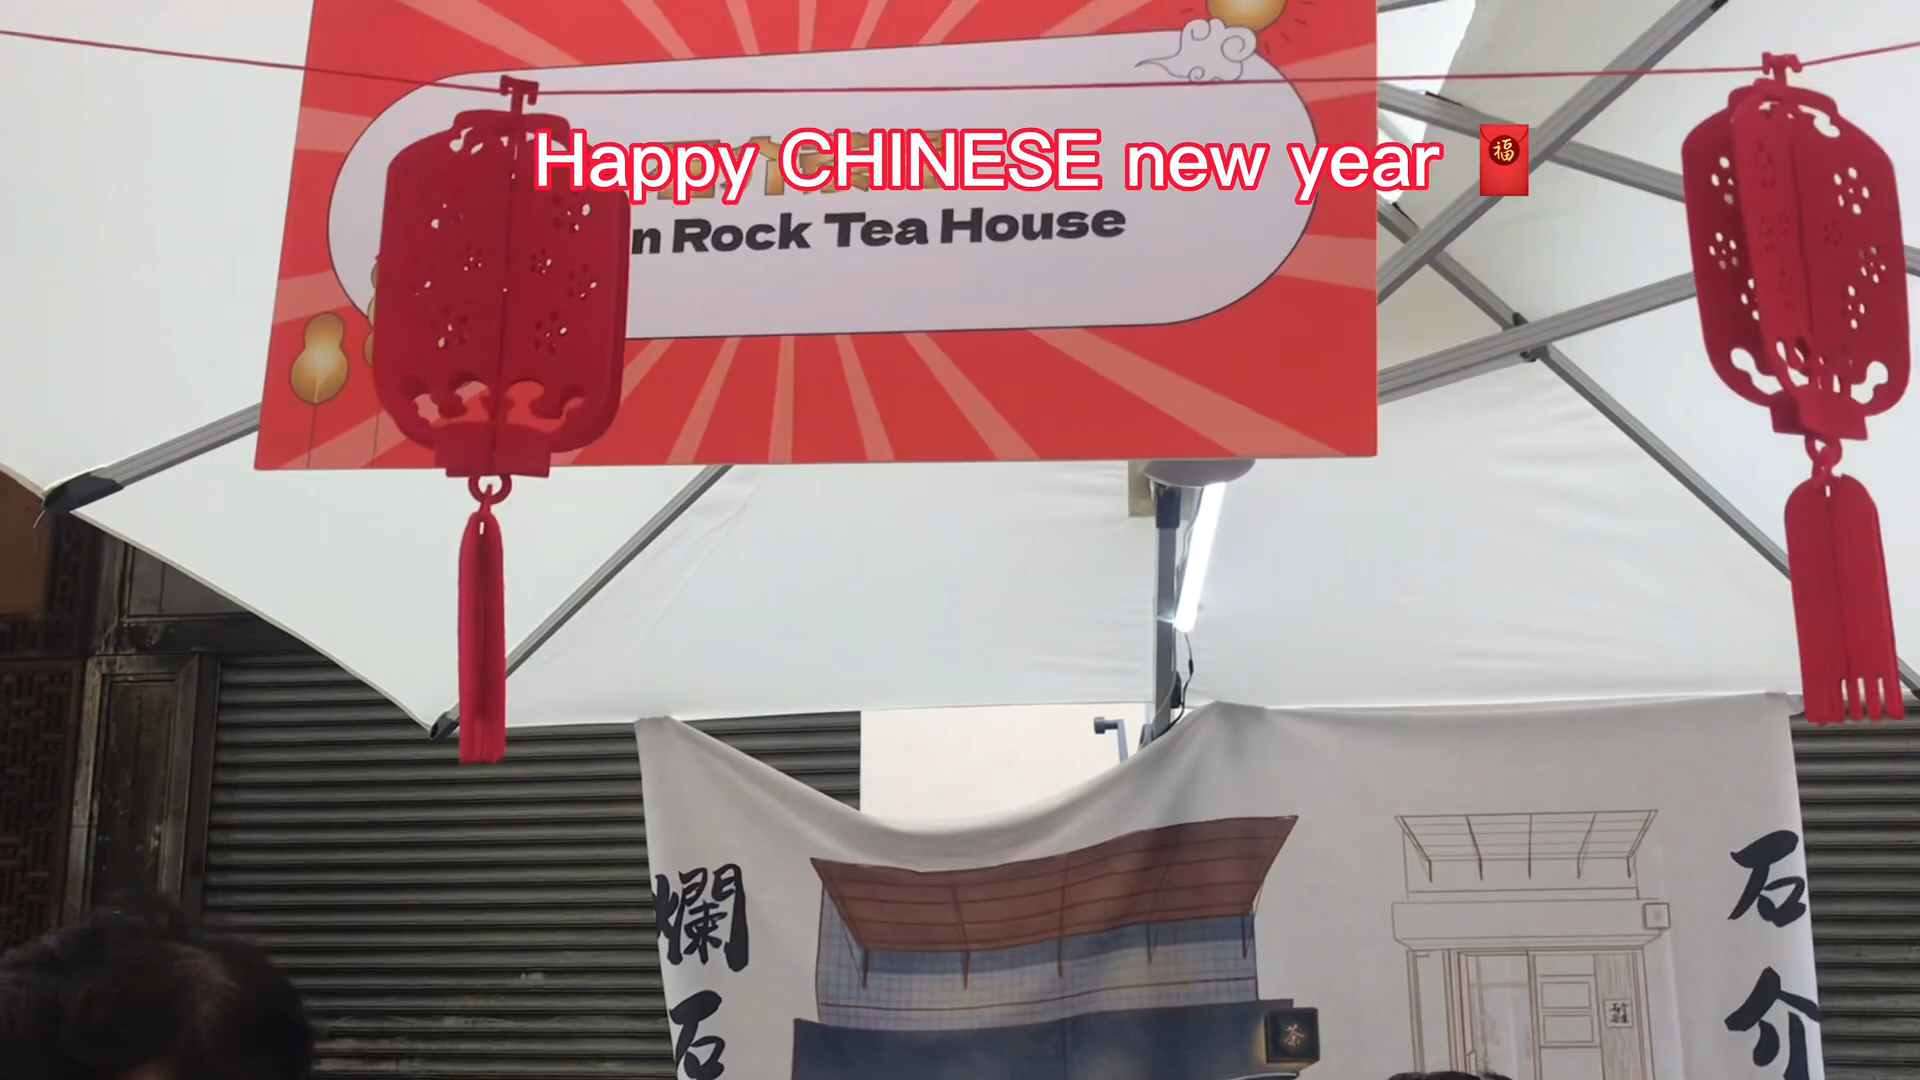 Happy CHINESE new year 🧧
n Rock Tea House
爛石
石介
茶
福